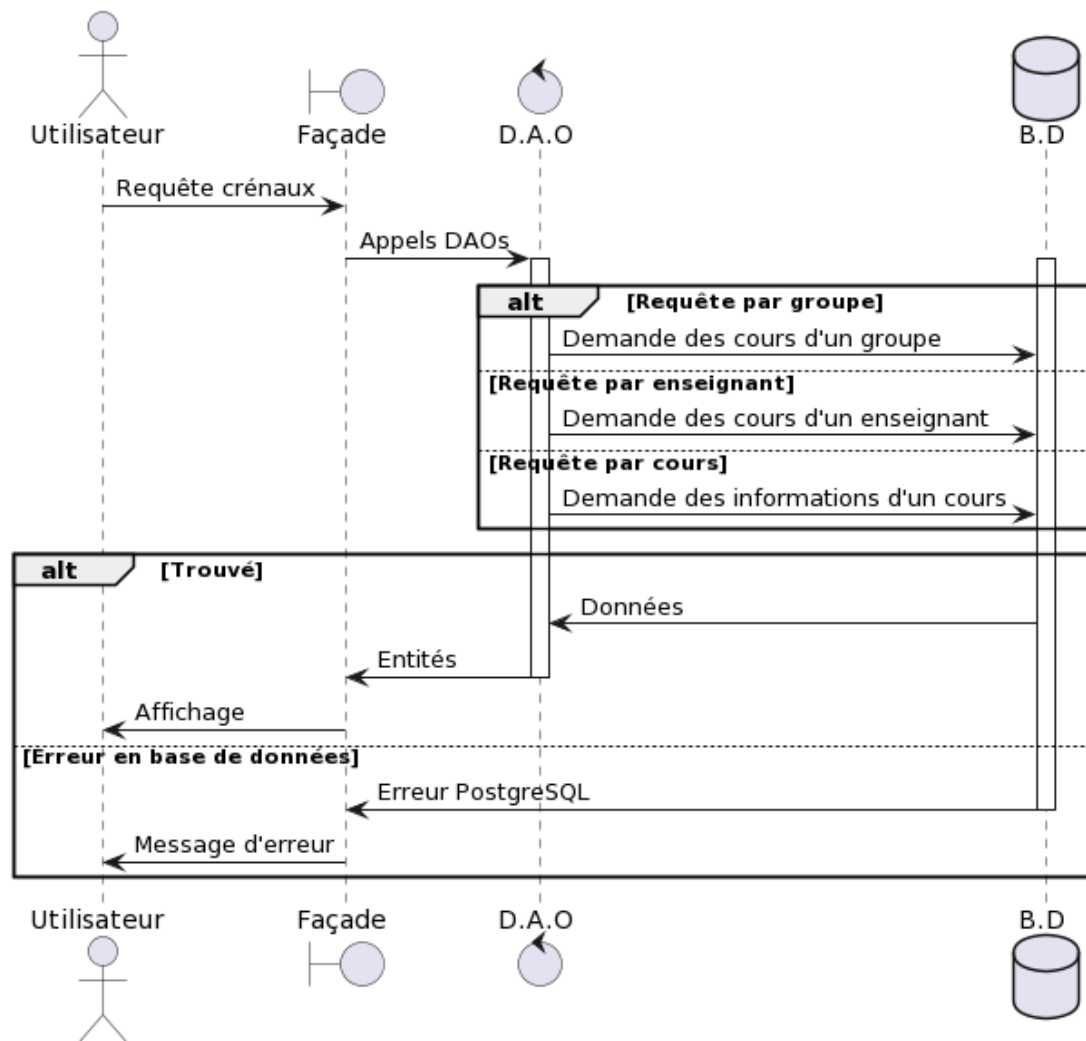 Utilisateur Façade D.A.O B.D
Requête crénaux
Appels DAOs
alt [Requête par groupe]
Demande des cours d'un groupe
[Requête par enseignant]
Demande des cours d'un enseignant
[Requête par cours]
Demande des informations d'un cours
alt [Trouvé]
Données
Entités
Affichage
[Erreur en base de données]
Erreur PostgreSQL
Message d'erreur
Utilisateur Façade D.A.O B.D